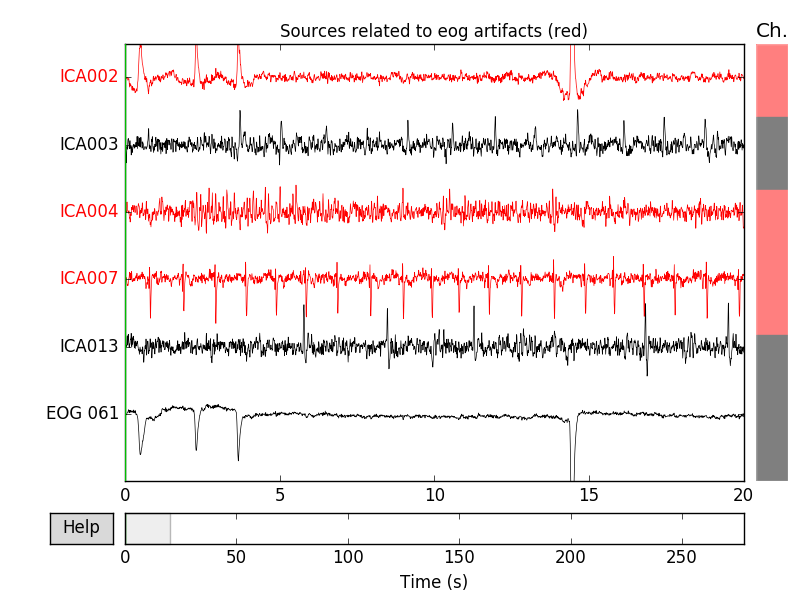 Sources related to eog artifacts (red)
Ch.
ICA002
ICA003
ICA004
ICA007
ICA013
EOG 061
0 5 10 15 20
Help
0 50 100 150 200 250
Time (s)